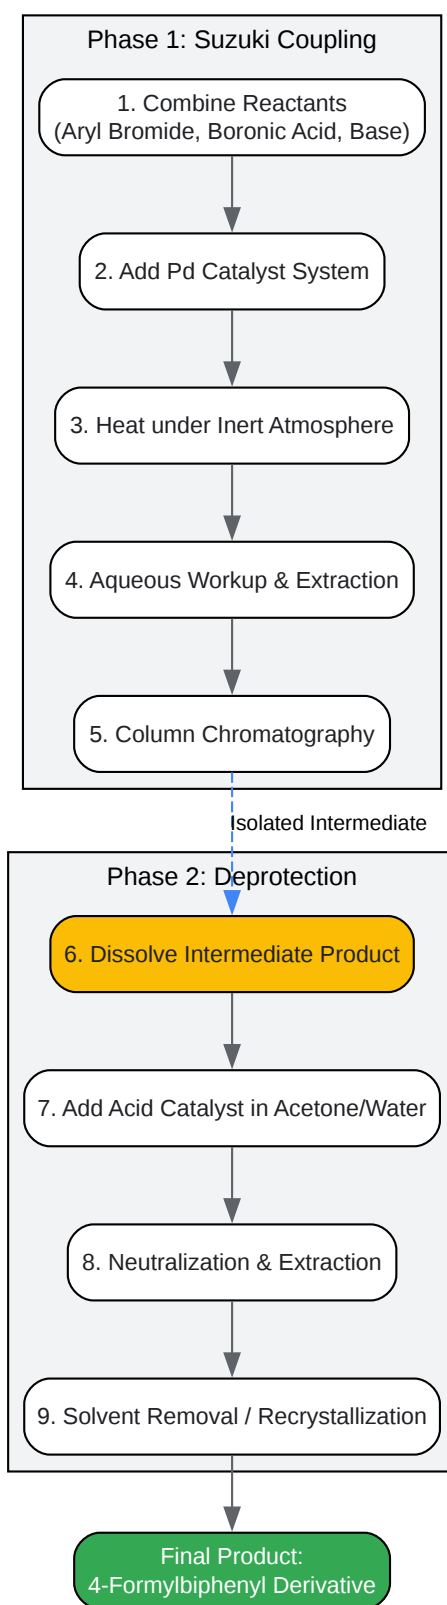 Phase 1: Suzuki Coupling
1. Combine Reactants
(Aryl Bromide, Boronic Acid, Base)
2. Add Pd Catalyst System
3. Heat under Inert Atmosphere
4. Aqueous Workup & Extraction
5. Column Chromatography
Isolated Intermediate
Phase 2: Deprotection
6. Dissolve Intermediate Product
7. Add Acid Catalyst in Acetone/Water
8. Neutralization & Extraction
9. Solvent Removal / Recrystallization
Final Product:
4-Formylbiphenyl Derivative